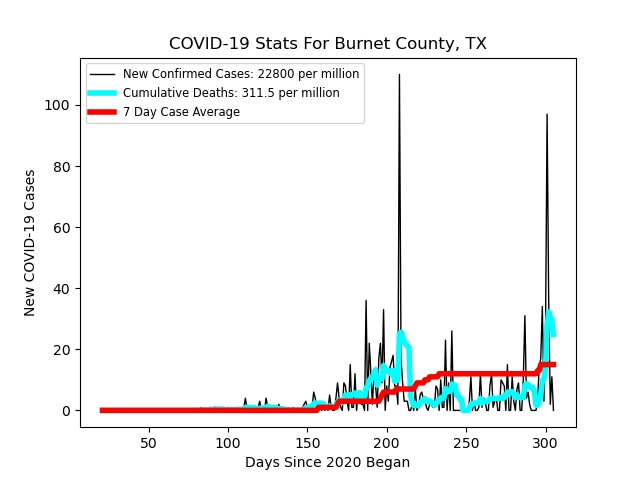 COVID-19 Stats For Burnet County, TX
New Confirmed Cases: 22800 per million
Cumulative Deaths: 311.5 per million
7 Day Case Average
New COVID-19 Cases
100
80
60
40
20
0
50 100 150 200 250 300
Days Since 2020 Began